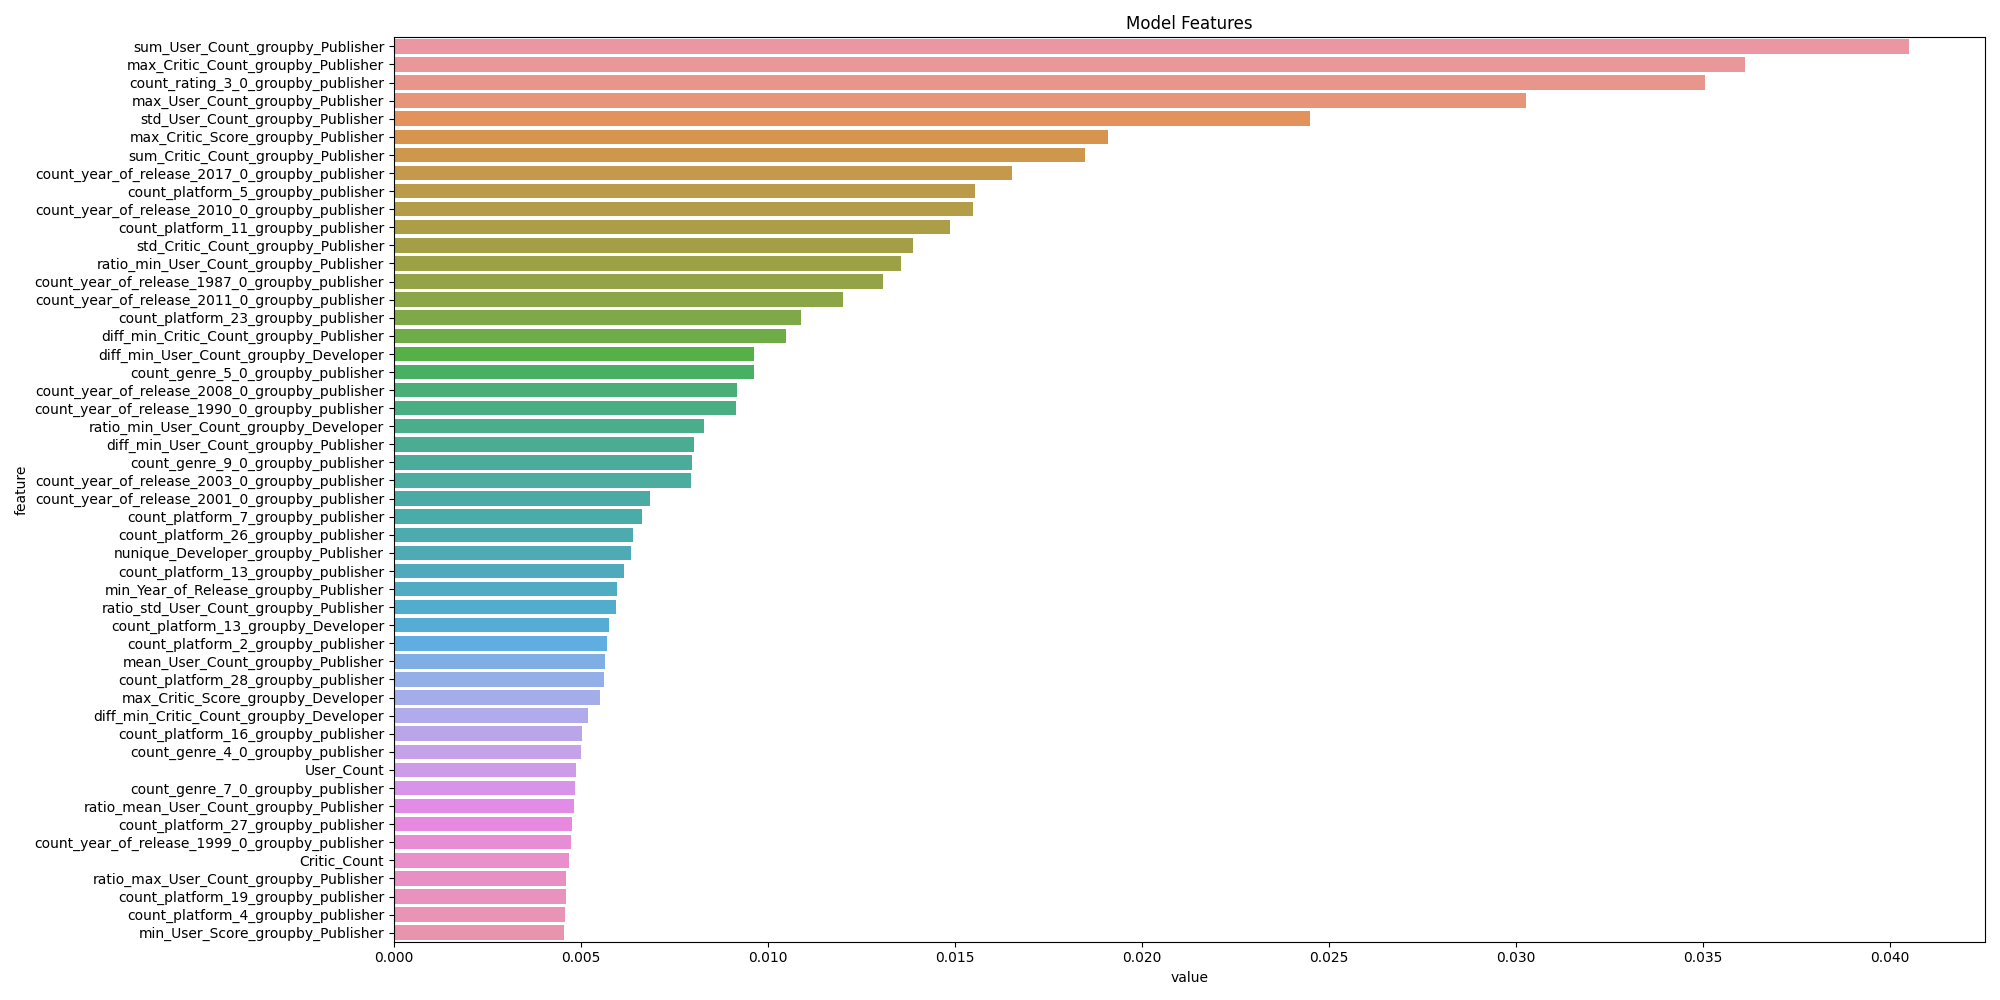 Model Features
sum_User_Count_groupby_Publisher
max_Critic_Count_groupby_Publisher
count_rating_3_0_groupby_publisher
max_User_Count_groupby_Publisher
std_User_Count_groupby_Publisher
max_Critic_Score_groupby_Publisher
sum_Critic_Count_groupby_Publisher
count_year_of_release_2017_0_groupby_publisher
count_platform_5_groupby_publisher
count_year_of_release_2010_0_groupby_publisher
count_platform_11_groupby_publisher
std_Critic_Count_groupby_Publisher
ratio_min_User_Count_groupby_Publisher
count_year_of_release_1987_0_groupby_publisher
count_year_of_release_2011_0_groupby_publisher
count_platform_23_groupby_publisher
diff_min_Critic_Count_groupby_Publisher
diff_min_User_Count_groupby_Developer
count_genre_5_0_groupby_publisher
count_year_of_release_2008_0_groupby_publisher
count_year_of_release_1990_0_groupby_publisher
ratio_min_User_Count_groupby_Developer
diff_min_User_Count_groupby_Publisher
count_genre_9_0_groupby_publisher
count_year_of_release_2003_0_groupby_publisher
count_year_of_release_2001_0_groupby_publisher
count_platform_7_groupby_publisher
count_platform_26_groupby_publisher
nunique_Developer_groupby_Publisher
count_platform_13_groupby_publisher
min_Year_of_Release_groupby_Publisher
ratio_std_User_Count_groupby_Publisher
count_platform_13_groupby_Developer
count_platform_2_groupby_publisher
mean_User_Count_groupby_Publisher
count_platform_28_groupby_publisher
max_Critic_Score_groupby_Developer
diff_min_Critic_Count_groupby_Developer
count_platform_16_groupby_publisher
count_genre_4_0_groupby_publisher
User_Count
count_genre_7_0_groupby_publisher
ratio_mean_User_Count_groupby_Publisher
count_platform_27_groupby_publisher
count_year_of_release_1999_0_groupby_publisher
Critic_Count
ratio_max_User_Count_groupby_Publisher
count_platform_19_groupby_publisher
count_platform_4_groupby_publisher
min_User_Score_groupby_Publisher
feature
0.000 0.005 0.010 0.015 0.020 0.025 0.030 0.035 0.040
value